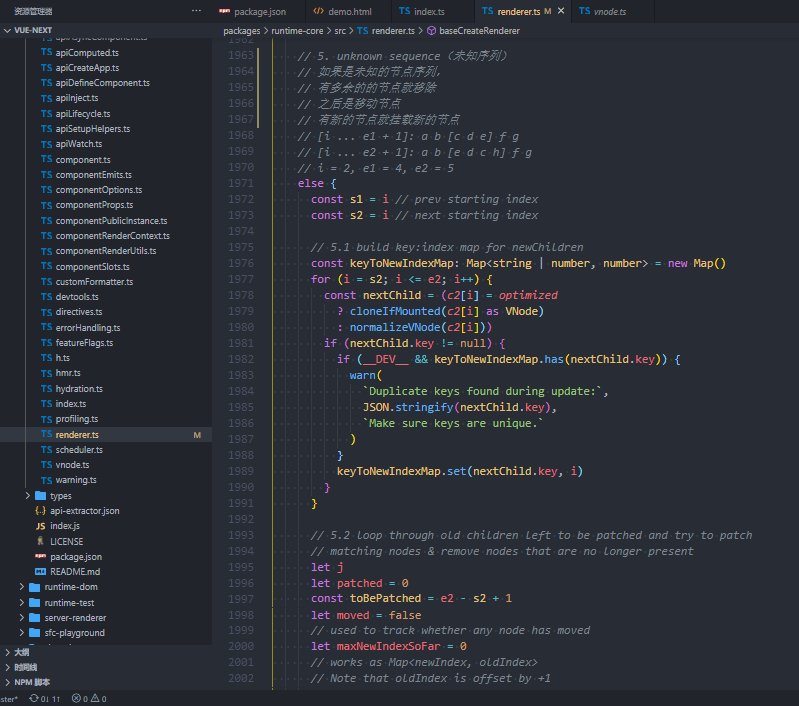 资源管理器
···
package.json
<> demo.html
TS index.ts
TS renderer.ts M ×
TS vnode.ts
VUE-NEXT
packages > runtime-core > src > TS renderer.ts > baseCreateRenderer
TS apiAsyncComponent.ts
TS apiComputed.ts
TS apiCreateApp.ts
TS apiDefineComponent.ts
TS apiInject.ts
TS apiLifecycle.ts
TS apiSetupHelpers.ts
TS apiWatch.ts
TS component.ts
TS componentEmits.ts
TS componentOptions.ts
TS componentProps.ts
TS componentPublicInstance.ts
TS componentRenderContext.ts
TS componentRenderUtils.ts
TS componentSlots.ts
TS customFormatter.ts
TS devtools.ts
TS directives.ts
TS errorHandling.ts
TS featureFlags.ts
TS h.ts
TS hmr.ts
TS hydration.ts
TS index.ts
TS profiling.ts
TS renderer.ts M
TS scheduler.ts
TS vnode.ts
TS warning.ts
> types
{.} api-extractor.json
JS index.js
LICENSE
package.json
README.md
> runtime-dom
> runtime-test
> server-renderer
> sfc-playground
> 大纲
> 时间线
> NPM 脚本
1962
1963 // 5. unknown sequence（未知序列）
1964 // 如果是未知的节点序列,
1965 // 有多余的的节点就移除
1966 // 之后是移动节点
1967 // 有新的节点就挂载新的节点
1968 // [i ... e1 + 1]: a b [c d e] f g
1969 // [i ... e2 + 1]: a b [e d c h] f g
1970 // i = 2, e1 = 4, e2 = 5
1971 else {
1972 const s1 = i // prev starting index
1973 const s2 = i // next starting index
1974
1975 // 5.1 build key:index map for newChildren
1976 const keyToNewIndexMap: Map<string | number, number> = new Map()
1977 for (i = s2; i <= e2; i++) {
1978 const nextChild = (c2[i] = optimized
1979 ? cloneIfMounted(c2[i] as VNode)
1980 : normalizeVNode(c2[i]))
1981 if (nextChild.key != null) {
1982 if (__DEV__ && keyToNewIndexMap.has(nextChild.key)) {
1983 warn(
1984 `Duplicate keys found during update:`,
1985 JSON.stringify(nextChild.key),
1986 `Make sure keys are unique.`
1987 )
1988 }
1989 keyToNewIndexMap.set(nextChild.key, i)
1990 }
1991 }
1992
1993 // 5.2 loop through old children left to be patched and try to patch
1994 // matching nodes & remove nodes that are no longer present
1995 let j
1996 let patched = 0
1997 const toBePatched = e2 - s2 + 1
1998 let moved = false
1999 // used to track whether any node has moved
2000 let maxNewIndexSoFar = 0
2001 // works as Map<newIndex, oldIndex>
2002 // Note that oldIndex is offset by +1
ster* 0↓ 1↑ 0 0